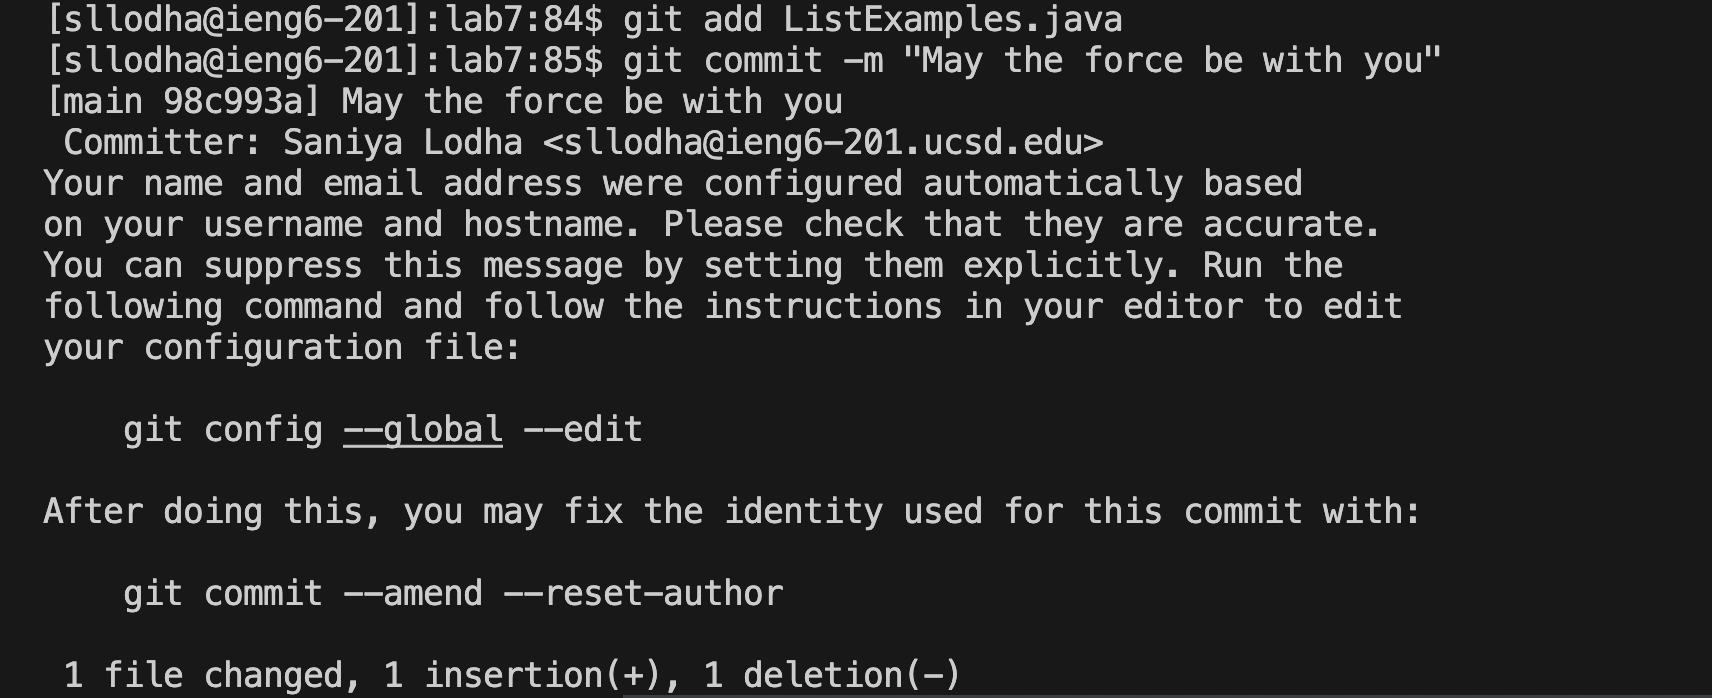 [sllodha@ieng6-201]:lab7:84$ git add ListExamples.java
[sllodha@ieng6-201]:lab7:85$ git commit -m "May the force be with you"
[main 98c993a] May the force be with you
 Committer: Saniya Lodha <sllodha@ieng6-201.ucsd.edu>
Your name and email address were configured automatically based
on your username and hostname. Please check that they are accurate.
You can suppress this message by setting them explicitly. Run the
following command and follow the instructions in your editor to edit
your configuration file:

    git config --global --edit

After doing this, you may fix the identity used for this commit with:

    git commit --amend --reset-author

 1 file changed, 1 insertion(+), 1 deletion(-)